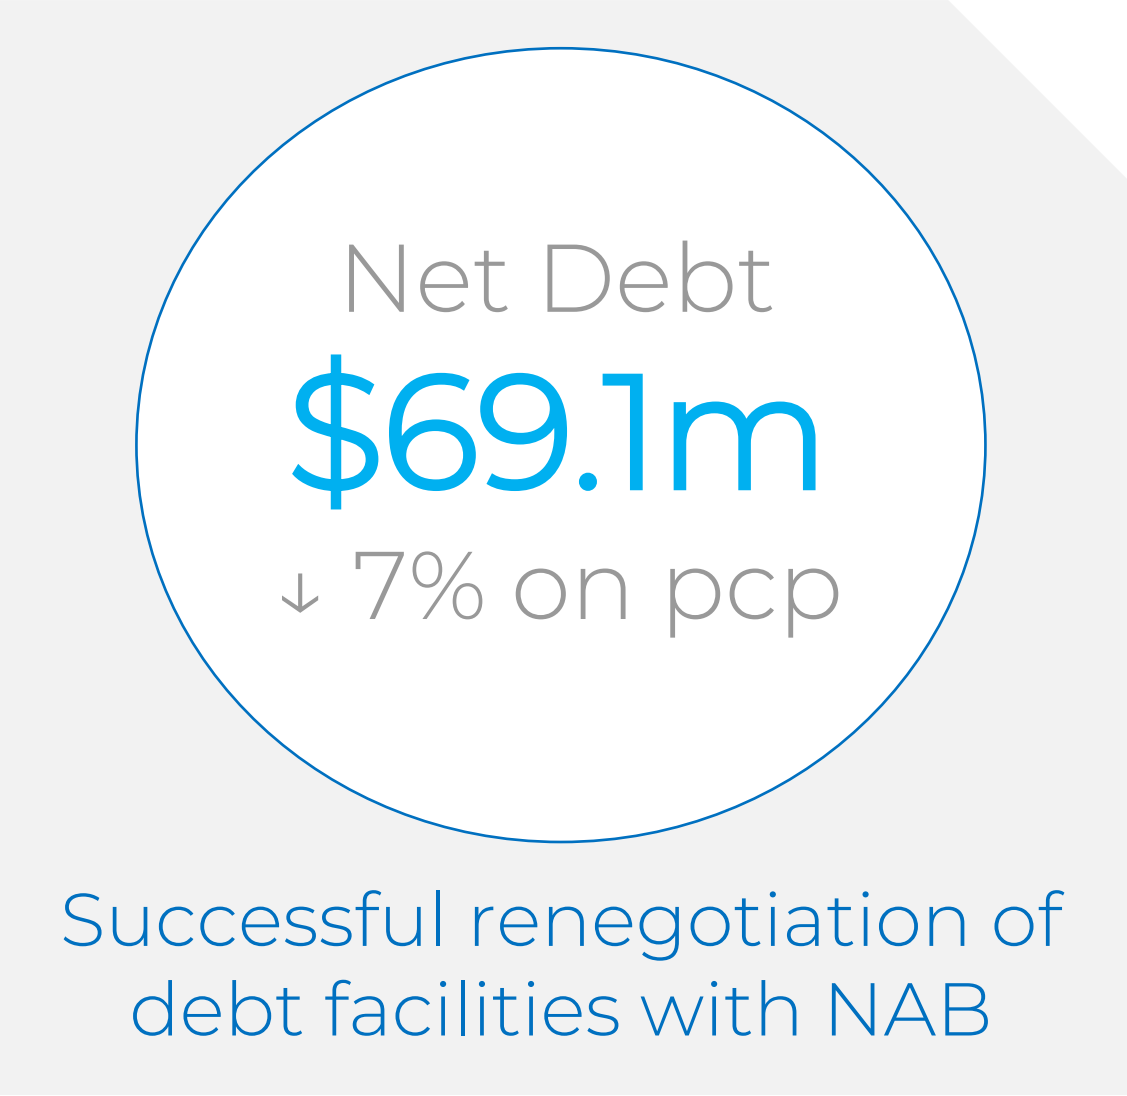 Net Debt
$69.1m
↓ 7% on pcp
Successful renegotiation of
debt facilities with NAB